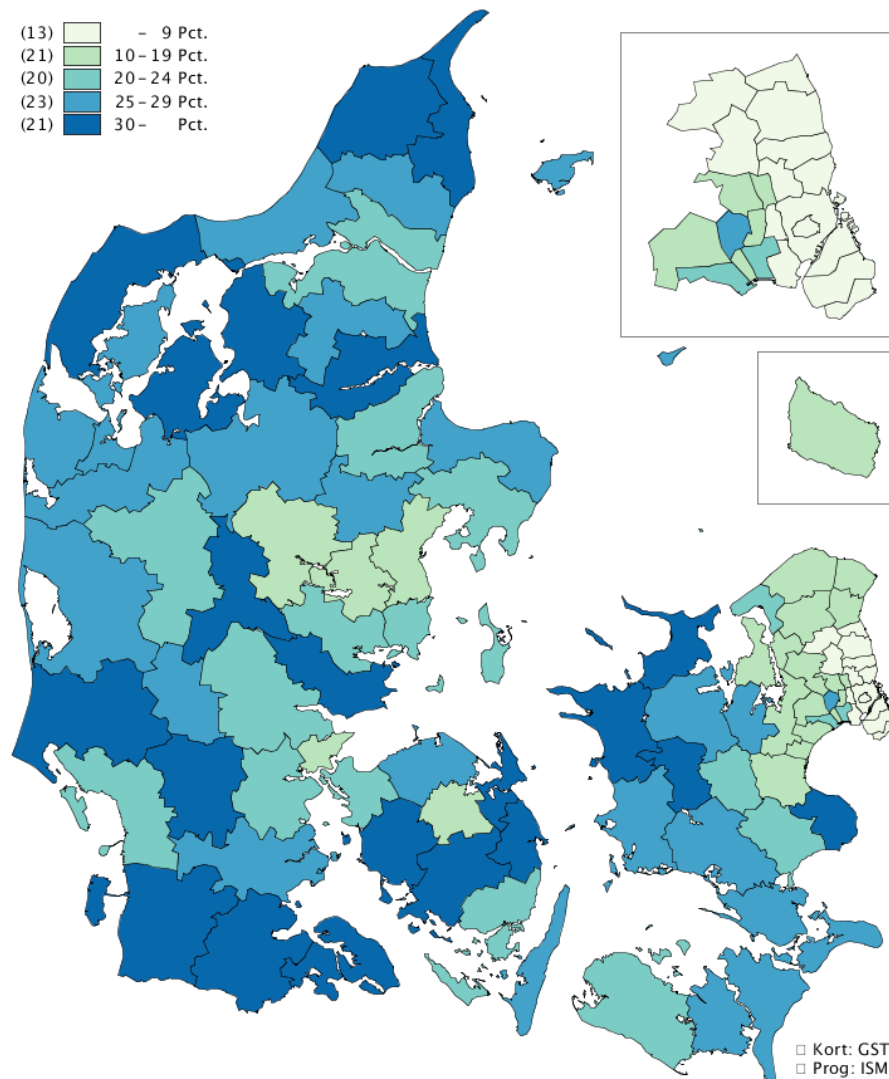 (13) - 9 Pct.
(21) 10 - 19 Pct.
(20) 20 - 24 Pct.
(23) 25 - 29 Pct.
(21) 30 - Pct.
□ Kort: GST
□ Prog: ISM